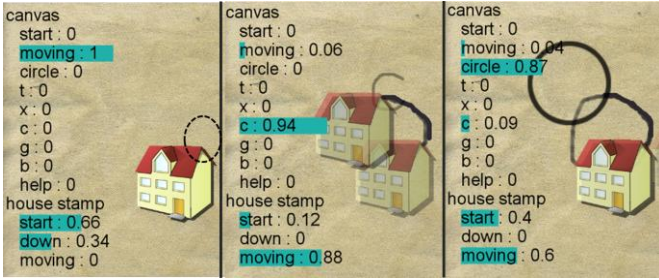 canvas
start : 0
moving : 1
circle : 0
t : 0
x : 0
c : 0
g : 0
b : 0
help : 0
house stamp
start : 0.66
down : 0.34
moving : 0
canvas
start : 0
moving : 0.06
circle : 0
t : 0
x : 0
c : 0.94
g : 0
b : 0
help : 0
house stamp
start : 0.12
down : 0
moving : 0.88
canvas
start : 0
moving : 0.04
circle : 0.87
t : 0
x : 0
c : 0.09
g : 0
b : 0
help : 0
house stamp
start : 0.4
down : 0
moving : 0.6